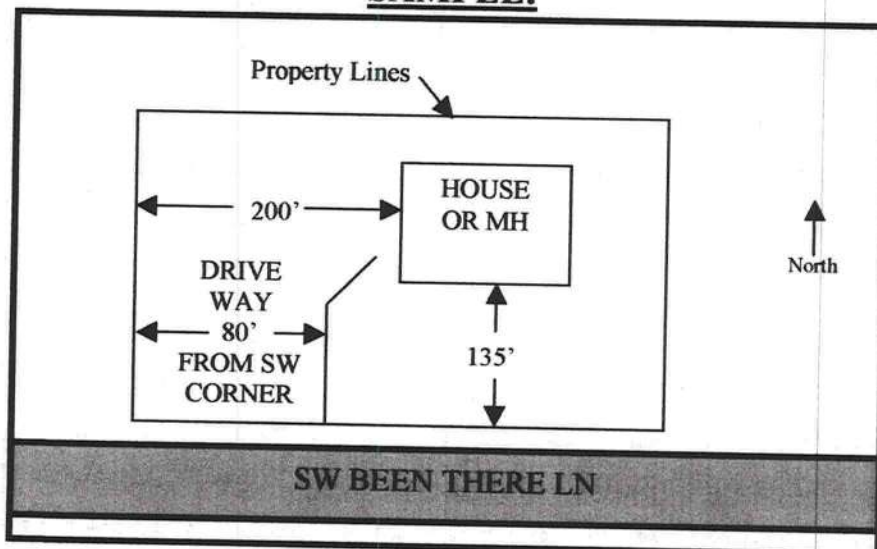 SAMPLE:
Property Lines
HOUSE
OR MH
200'
North
DRIVE
WAY
80'
FROM SW
CORNER
135'
SW BEEN THERE LN